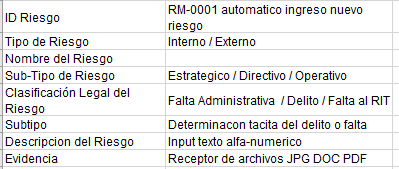 ID Riesgo
RM-0001 automatico ingreso nuevo
riesgo
Tipo de Riesgo
Interno / Externo
Nombre del Riesgo
Sub-Tipo de Riesgo
Estrategico / Directivo / Operativo
Clasificación Legal del
Riesgo
Falta Administrativa / Delito / Falta al RIT
Subtipo
Determinacon tacita del delito o falta
Descripcion del Riesgo
Input texto alfa-numerico
Evidencia
Receptor de archivos JPG DOC PDF